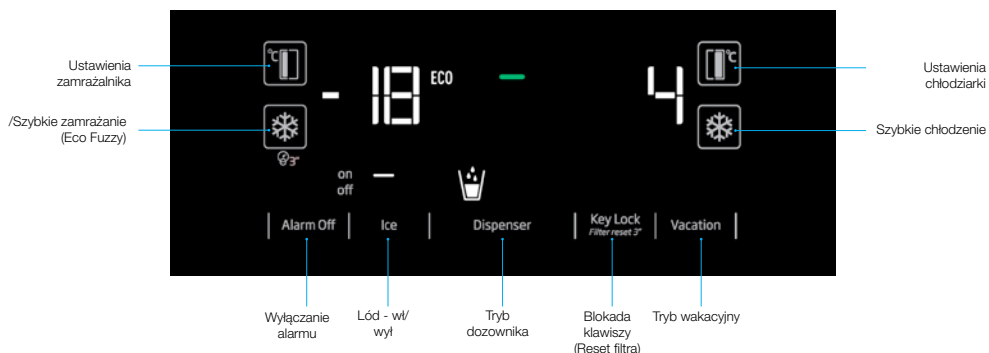 Ustawienia
zamrażalnika
/Szybkie zamrażanie
(Eco Fuzzy)
°C
- 18 ECO
4
°C
3"
on
off
Alarm Off
Ice
Dispenser
Key Lock
Filter reset 3"
Vacation
Ustawienia
chłodziarki
Szybkie chłodzenie
Wyłączanie
alarmu
Lód - wł/
wył
Tryb
dozownika
Blokada
klawiszy
(Reset filtra)
Tryb wakacyjny